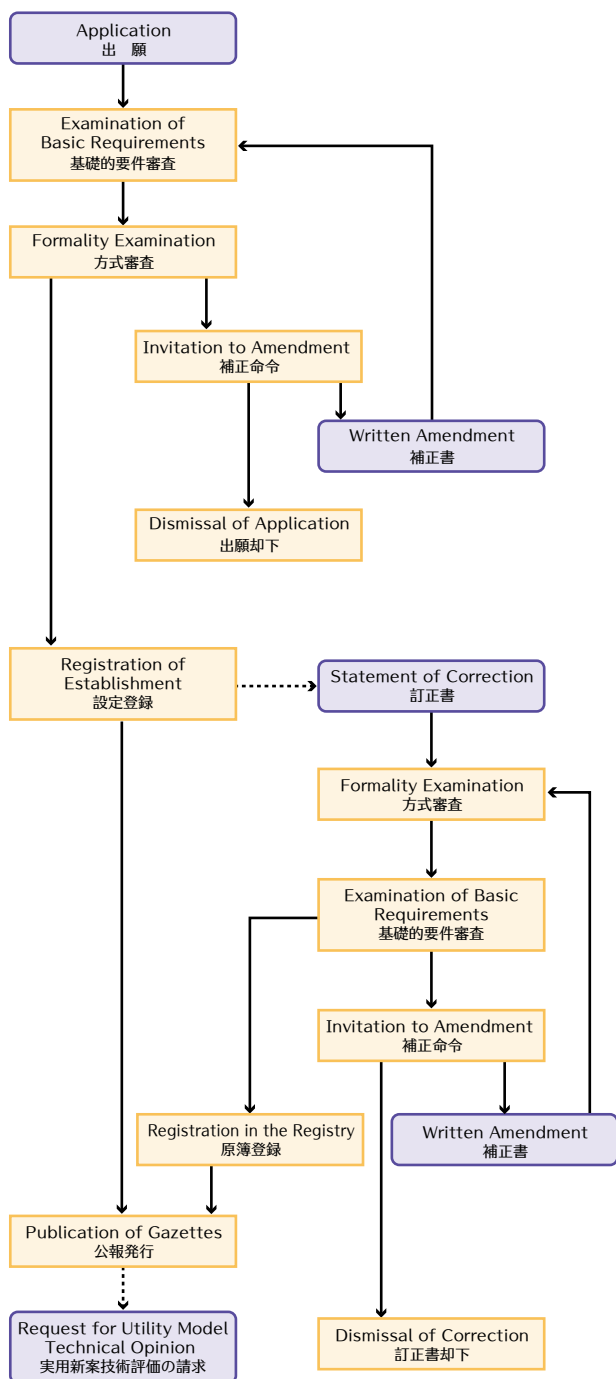 Application
出　願
Examination of
Basic Requirements
基礎的要件審査
Formality Examination
方式審査
Invitation to Amendment
補正命令
Written Amendment
補正書
Dismissal of Application
出願却下
Registration of
Establishment
設定登録
Statement of Correction
訂正書
Formality Examination
方式審査
Examination of Basic
Requirements
基礎的要件審査
Invitation to Amendment
補正命令
Registration in the Registry
原簿登録
Written Amendment
補正書
Publication of Gazettes
公報発行
Request for Utility Model
Technical Opinion
実用新案技術評価の請求
Dismissal of Correction
訂正書却下